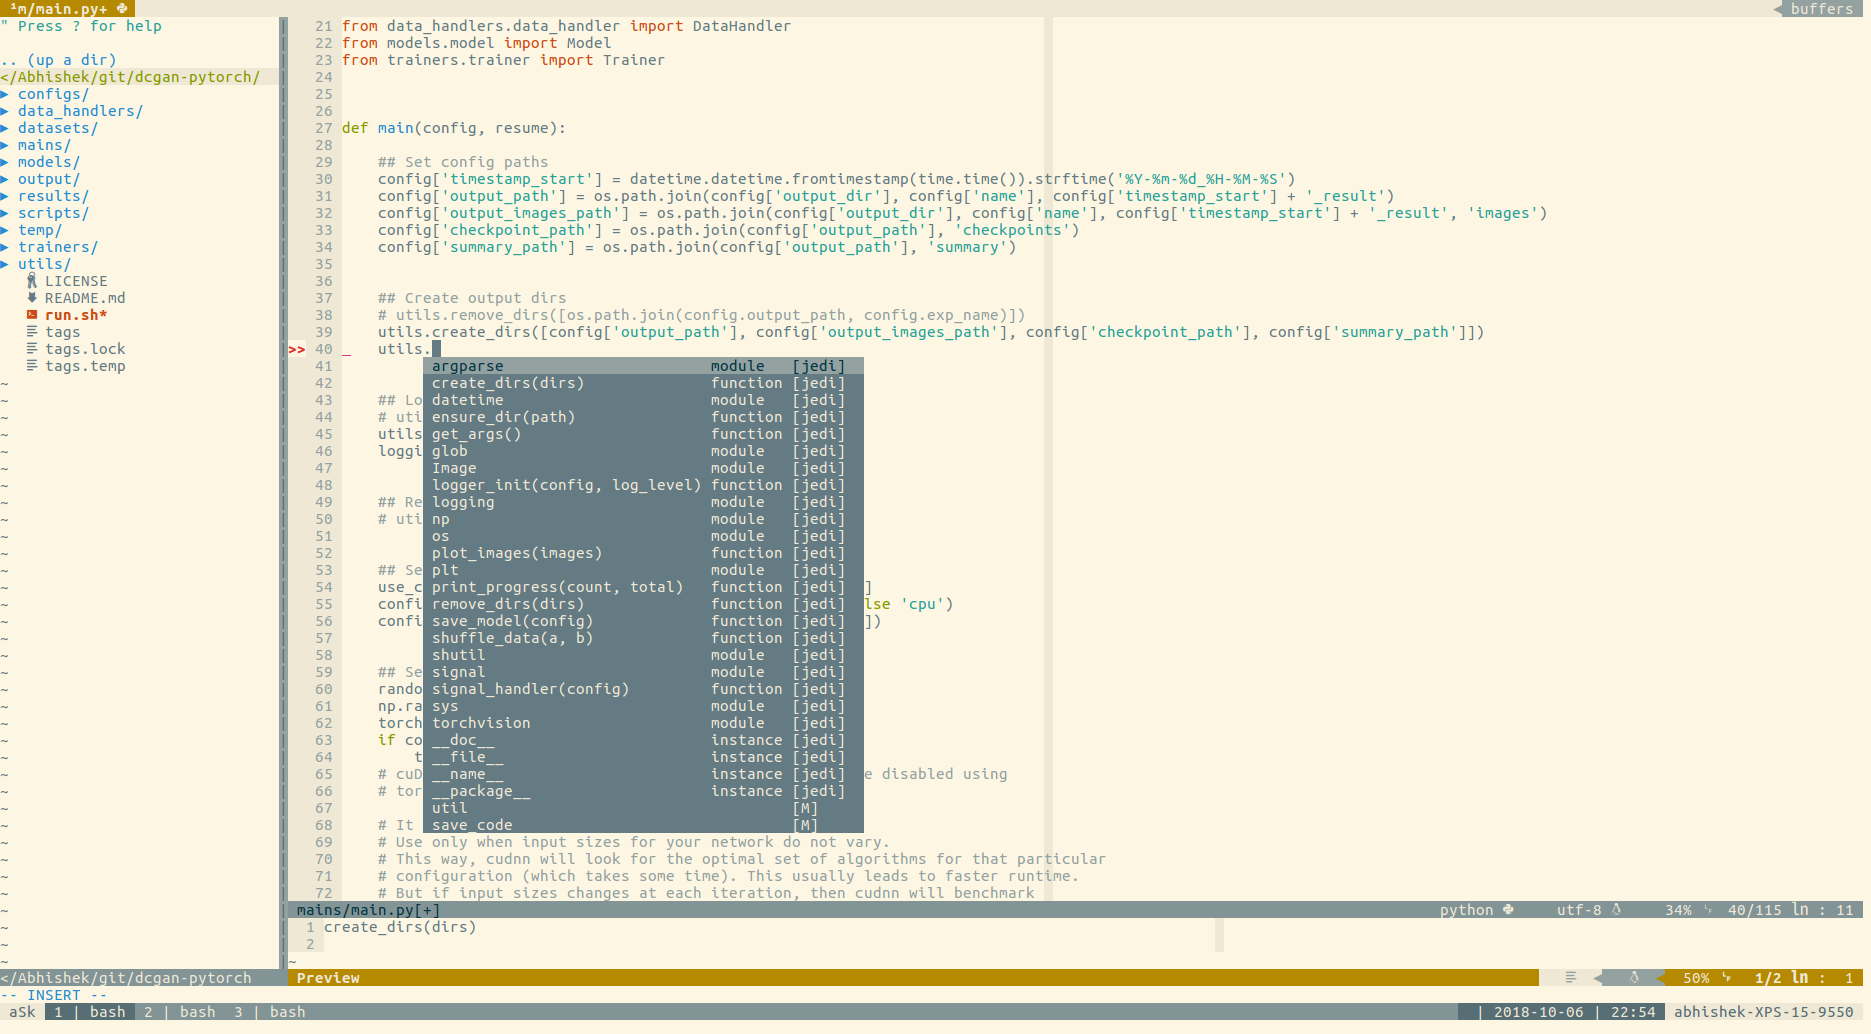 ¹m/main.py+
buffers
" Press ? for help
.. (up a dir)
</Abhishek/git/dcgan-pytorch/
▶ configs/
▶ data_handlers/
▶ datasets/
▶ mains/
▶ models/
▶ output/
▶ results/
▶ scripts/
▶ temp/
▶ trainers/
▶ utils/
LICENSE
README.md
run.sh*
tags
tags.lock
tags.temp
21 from data_handlers.data_handler import DataHandler
22 from models.model import Model
23 from trainers.trainer import Trainer
24
25
26
27 def main(config, resume):
28
29     ## Set config paths
30     config['timestamp_start'] = datetime.datetime.fromtimestamp(time.time()).strftime('%Y-%m-%d_%H-%M-%S')
31     config['output_path'] = os.path.join(config['output_dir'], config['name'], config['timestamp_start'] + '_result')
32     config['output_images_path'] = os.path.join(config['output_dir'], config['name'], config['timestamp_start'] + '_result', 'images')
33     config['checkpoint_path'] = os.path.join(config['output_path'], 'checkpoints')
34     config['summary_path'] = os.path.join(config['output_path'], 'summary')
35
36
37     ## Create output dirs
38     # utils.remove_dirs([os.path.join(config.output_path, config.exp_name)])
39     utils.create_dirs([config['output_path'], config['output_images_path'], config['checkpoint_path'], config['summary_path']])
>> 40 _   utils.
41 argparse module [jedi]
42 create_dirs(dirs) function [jedi]
43     ## Lo datetime module [jedi]
44     # uti ensure_dir(path) function [jedi]
45     utils get_args() function [jedi]
46     loggi glob module [jedi]
47 Image module [jedi]
48 logger_init(config, log_level) function [jedi]
49     ## Re logging module [jedi]
50     # uti np module [jedi]
51 os module [jedi]
52 plot_images(images) function [jedi]
53     ## Se plt module [jedi]
54     use_c print_progress(count, total) function [jedi] ]
55     confi remove_dirs(dirs) function [jedi] lse 'cpu')
56     confi save_model(config) function [jedi] ])
57 shuffle_data(a, b) function [jedi]
58 shutil module [jedi]
59     ## Se signal module [jedi]
60     rando signal_handler(config) function [jedi]
61     np.ra sys module [jedi]
62     torch torchvision module [jedi]
63     if co __doc__ instance [jedi]
64         t __file__ instance [jedi]
65     # cuD __name__ instance [jedi] e disabled using
66     # tor __package__ instance [jedi]
67 util [M]
68     # It save_code [M]
69     # Use only when input sizes for your network do not vary.
70     # This way, cudnn will look for the optimal set of algorithms for that particular
71     # configuration (which takes some time). This usually leads to faster runtime.
72     # But if input sizes changes at each iteration, then cudnn will benchmark
mains/main.py[+] python utf-8 34% 40/115 ln : 11
1 create_dirs(dirs)
2
~
</Abhishek/git/dcgan-pytorch Preview 50% 1/2 ln : 1
-- INSERT --
aSk 1 | bash 2 | bash 3 | bash | 2018-10-06 | 22:54 abhishek-XPS-15-9550